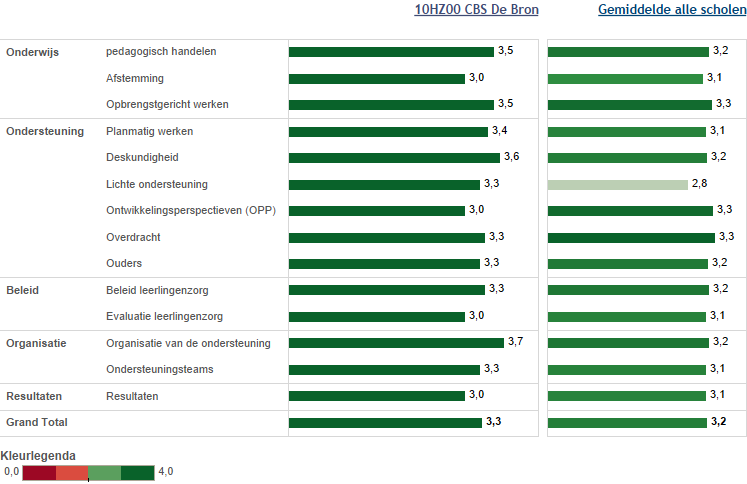 10HZ00 CBS De Bron Gemiddelde alle scholen
Onderwijs pedagogisch handelen 3,5 3,2
Afstemming 3,0 3,1
Opbrengstgericht werken 3,5 3,3
Ondersteuning Planmatig werken 3,4 3,1
Deskundigheid 3,6 3,2
Lichte ondersteuning 3,3 2,8
Ontwikkelingsperspectieven (OPP) 3,0 3,3
Overdracht 3,3 3,3
Ouders 3,3 3,2
Beleid Beleid leerlingenzorg 3,3 3,2
Evaluatie leerlingenzorg 3,0 3,1
Organisatie Organisatie van de ondersteuning 3,7 3,2
Ondersteuningsteams 3,3 3,1
Resultaten Resultaten 3,0 3,1
Grand Total 3,3 3,2
Kleurlegenda
0,0 4,0